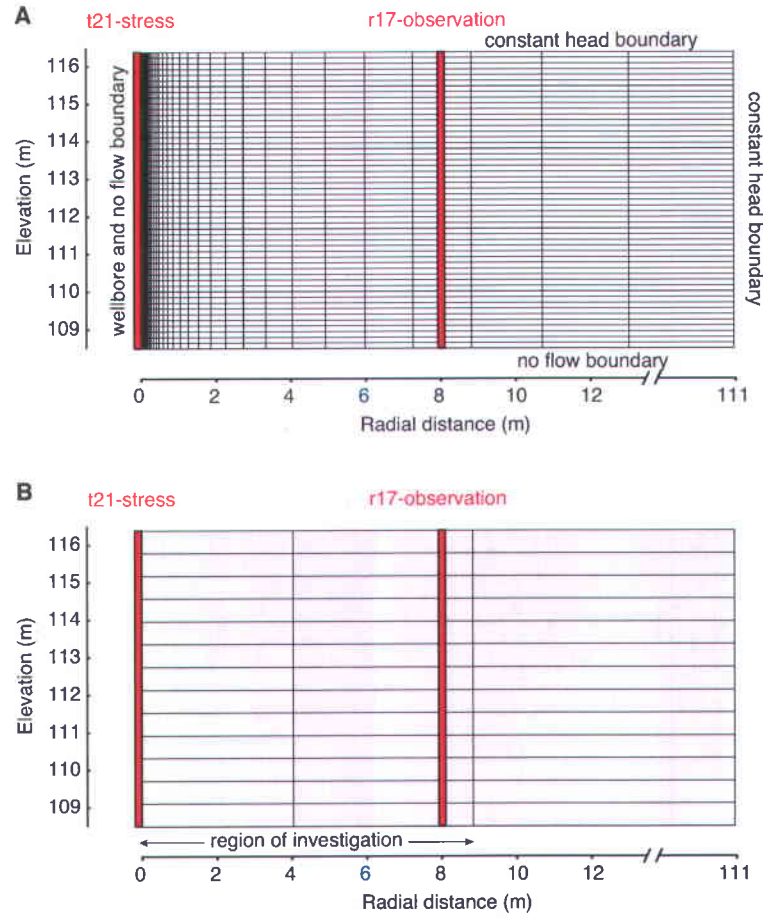 A
t21-stress
r17-observation
constant head boundary
116
115
114
113
112
111
110
109
Elevation (m)
wellbore and no flow boundary
constant head boundary
no flow boundary
0 2 4 6 8 10 12 111
Radial distance (m)
B
t21-stress
r17-observation
116
115
114
113
112
111
110
109
Elevation (m)
region of investigation
0 2 4 6 8 10 12 111
Radial distance (m)